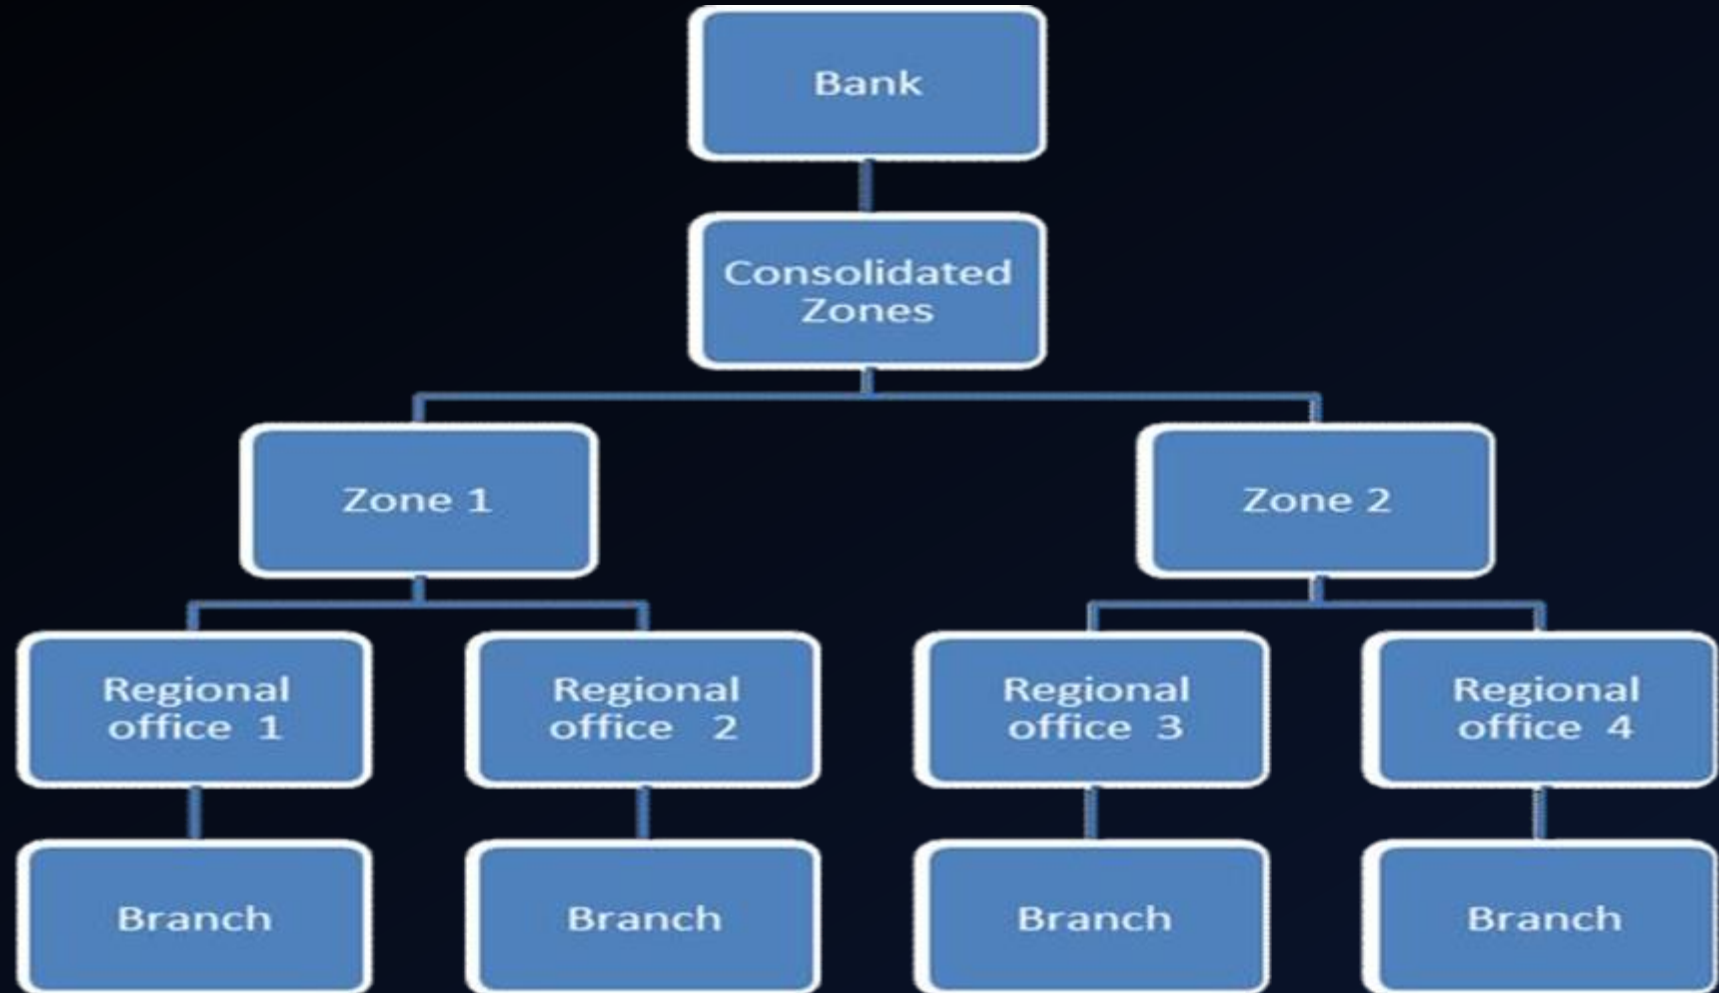 Bank
Consolidated
Zones
Zone 1
Zone 2
Regional
office 1
Regional
office 2
Regional
office 3
Regional
office 4
Branch
Branch
Branch
Branch